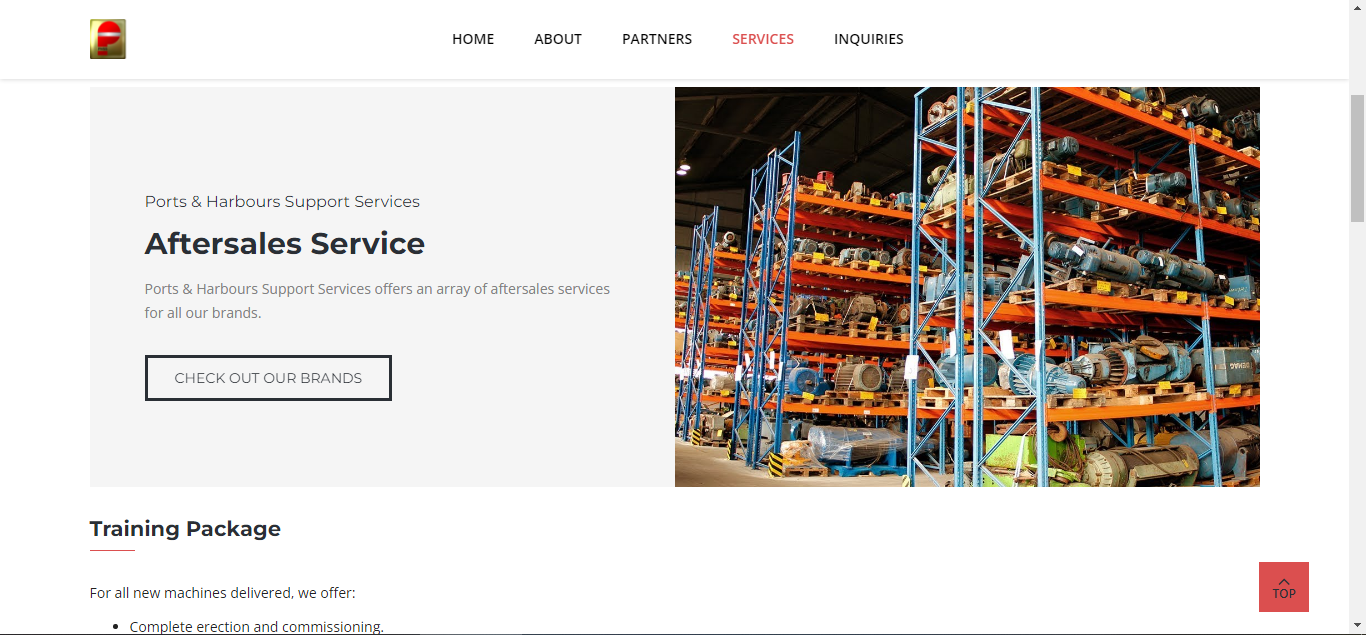 HOME ABOUT PARTNERS SERVICES INQUIRIES
Ports & Harbours Support Services
Aftersales Service
Ports & Harbours Support Services offers an array of aftersales services
for all our brands.
CHECK OUT OUR BRANDS
DEMAG
Training Package
For all new machines delivered, we offer:
• Complete erection and commissioning.
TOP